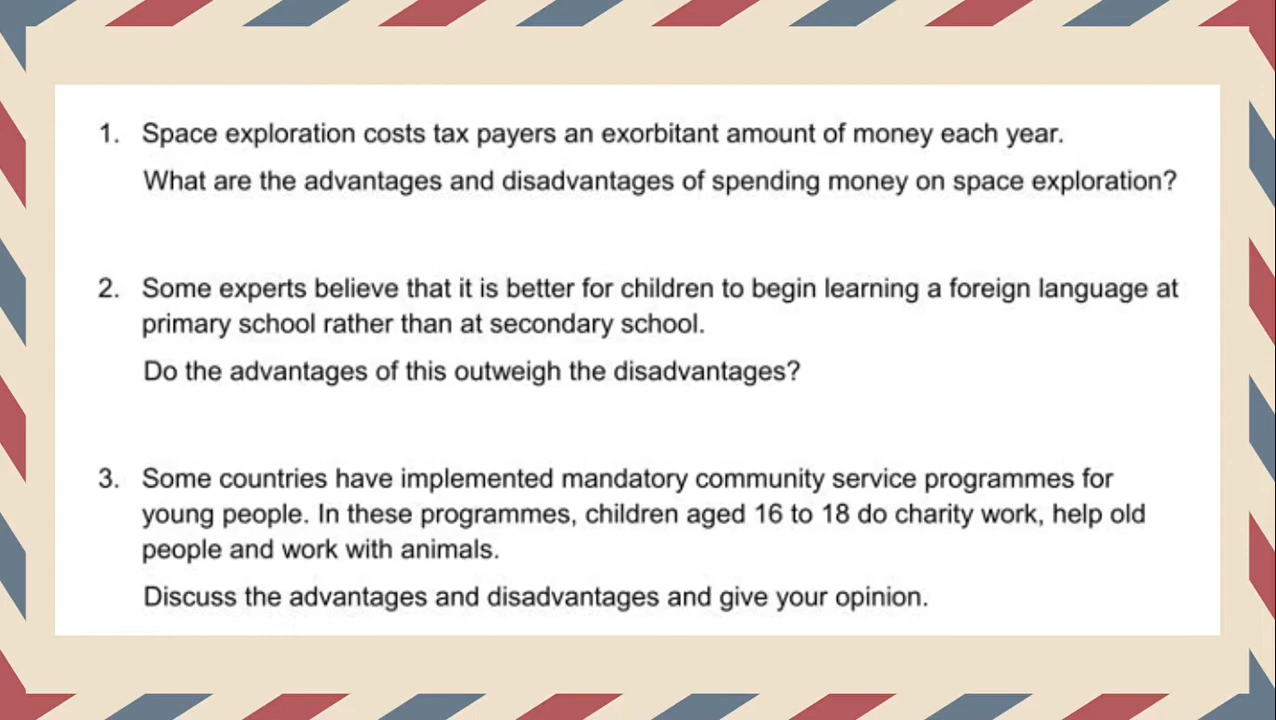 1. Space exploration costs tax payers an exorbitant amount of money each year.
What are the advantages and disadvantages of spending money on space exploration?
2. Some experts believe that it is better for children to begin learning a foreign language at
primary school rather than at secondary school.
Do the advantages of this outweigh the disadvantages?
3. Some countries have implemented mandatory community service programmes for
young people. In these programmes, children aged 16 to 18 do charity work, help old
people and work with animals.
Discuss the advantages and disadvantages and give your opinion.